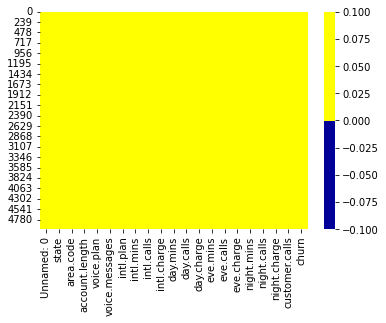 0
239
478
717
956
1195
1434
1673
1912
2151
2390
2629
2868
3107
3346
3585
3824
4063
4302
4541
4780
Unnamed: 0
state
area.code
account.length
voice.plan
voice.messages
intl.plan
intl.mins
intl.calls
intl.charge
day.mins
day.calls
day.charge
eve.mins
eve.calls
eve.charge
night.mins
night.calls
night.charge
customer.calls
churn
0.100
0.075
0.050
0.025
0.000
−0.025
−0.050
−0.075
−0.100